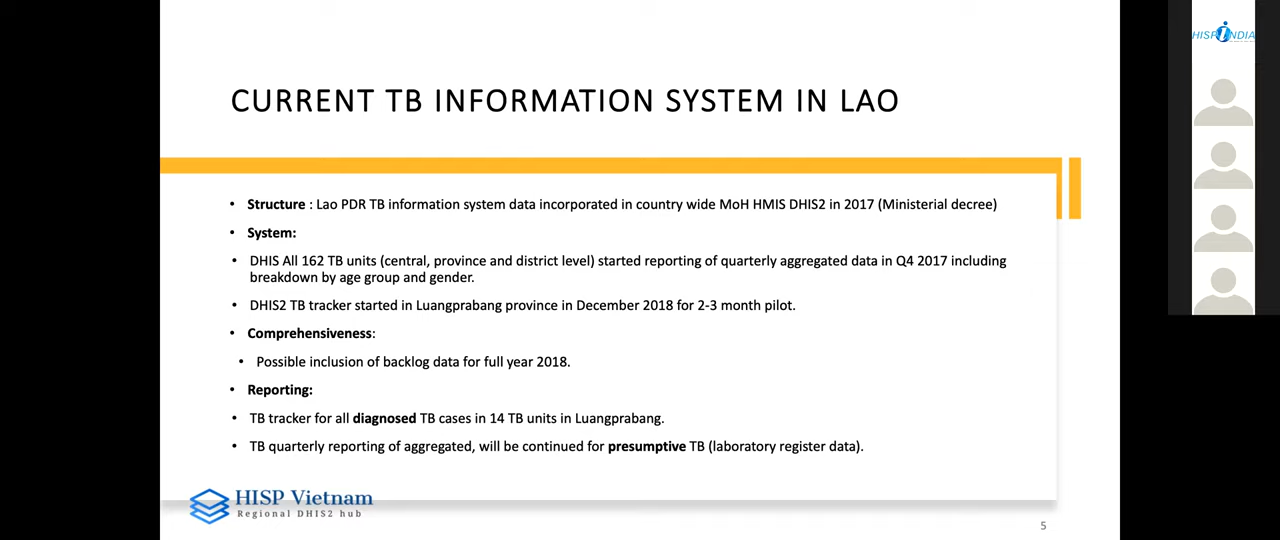 HISP INDIA
CURRENT TB INFORMATION SYSTEM IN LAO
• Structure : Lao PDR TB information system data incorporated in country wide MoH HMIS DHIS2 in 2017 (Ministerial decree)
• System:
• DHIS All 162 TB units (central, province and district level) started reporting of quarterly aggregated data in Q4 2017 including
breakdown by age group and gender.
• DHIS2 TB tracker started in Luangprabang province in December 2018 for 2-3 month pilot.
• Comprehensiveness:
• Possible inclusion of backlog data for full year 2018.
• Reporting:
• TB tracker for all diagnosed TB cases in 14 TB units in Luangprabang.
• TB quarterly reporting of aggregated, will be continued for presumptive TB (laboratory register data).
HISP Vietnam
Regional DHIS2 hub
5